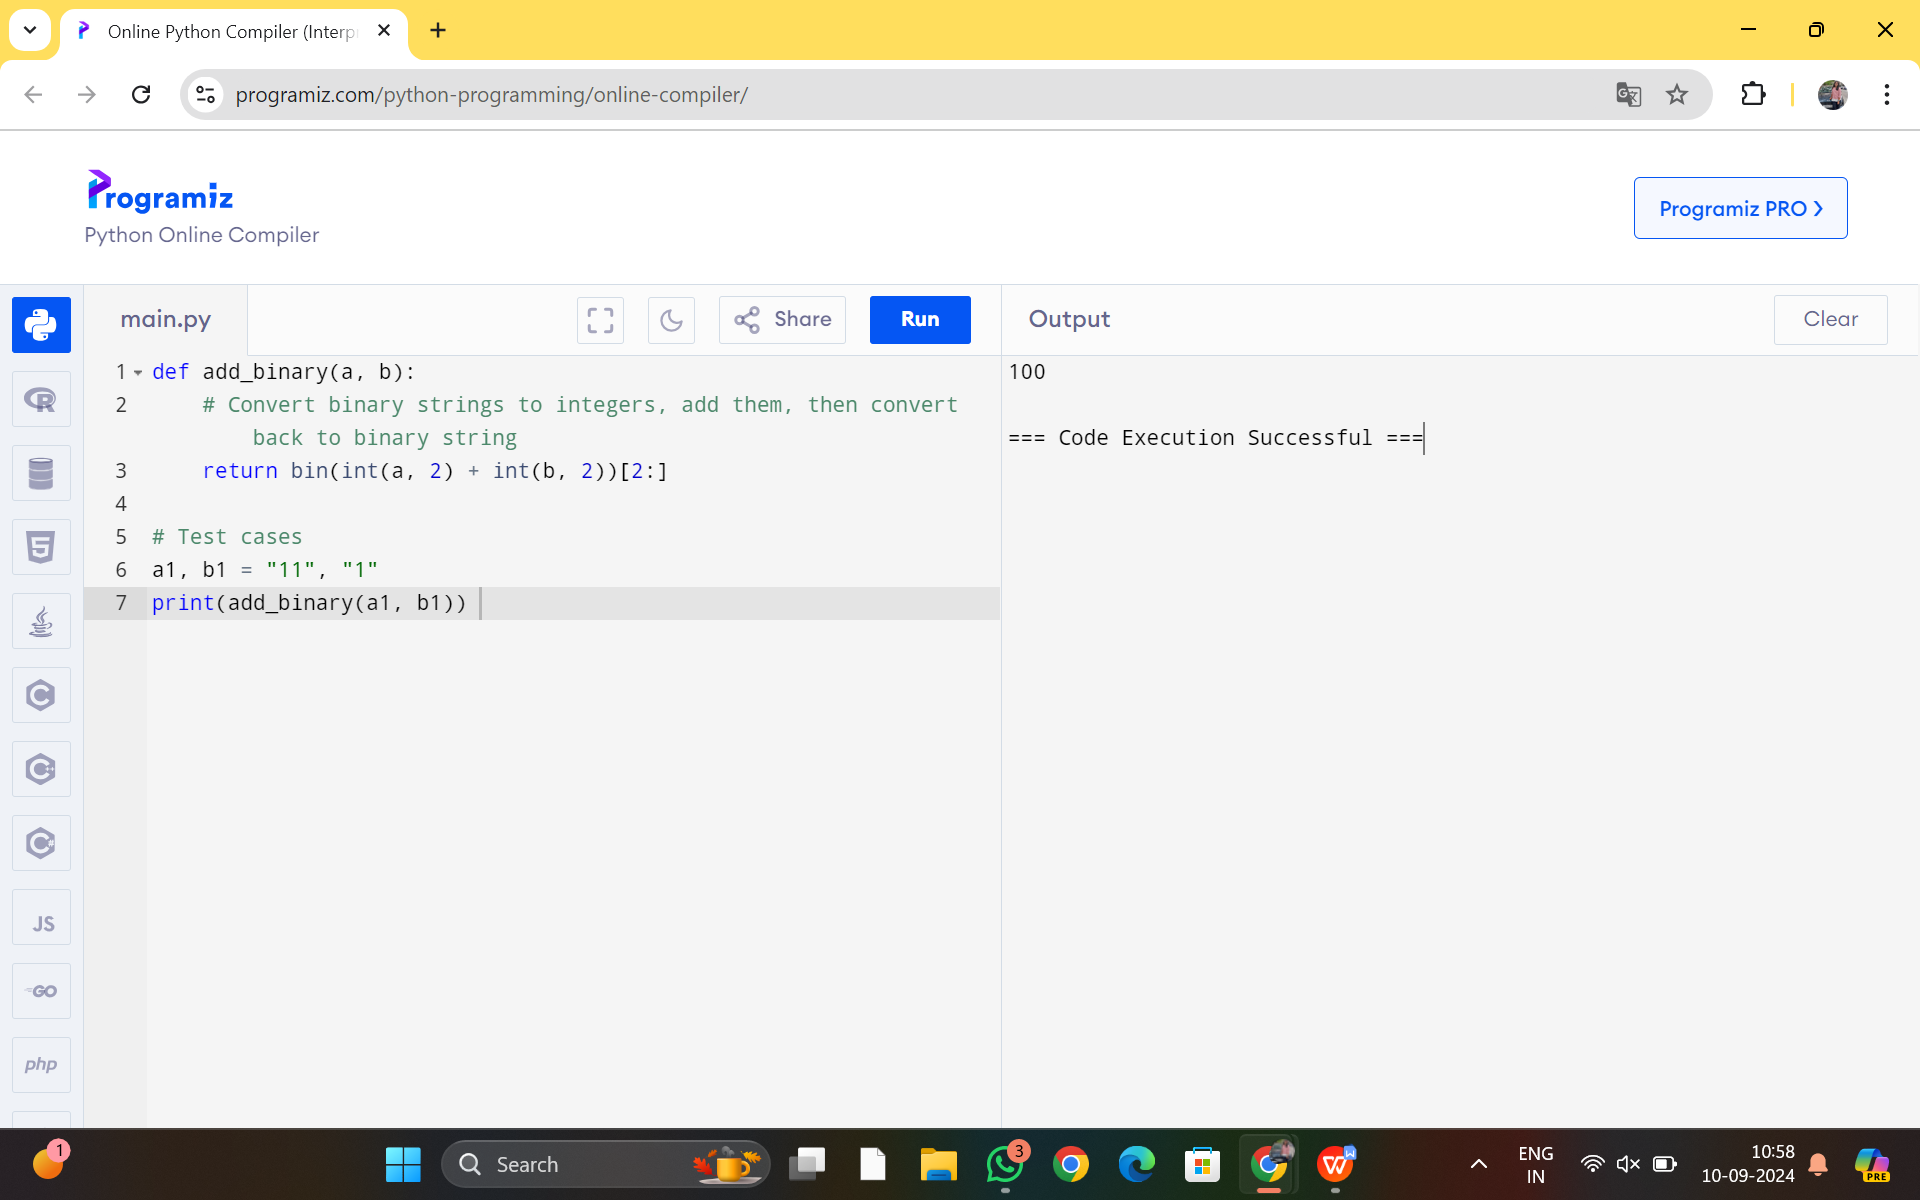 Online Python Compiler (Interp
programiz.com/python-programming/online-compiler/
Programiz
Python Online Compiler
Programiz PRO
main.py
Share
Run
Output
Clear
1 def add_binary(a, b):
2 # Convert binary strings to integers, add them, then convert
back to binary string
3 return bin(int(a, 2) + int(b, 2))[2:]
4
5 # Test cases
6 a1, b1 = "11", "1"
7 print(add_binary(a1, b1))
100
=== Code Execution Successful ===
R
5
C
C
C#
JS
GO
php
1
Search
3
W
W
ENG
IN
10:58
10-09-2024
PRE